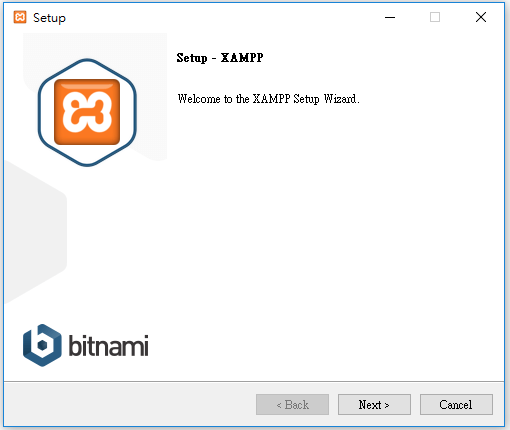 Setup
Setup - XAMPP
Welcome to the XAMPP Setup Wizard.
bitnami
< Back
Next >
Cancel